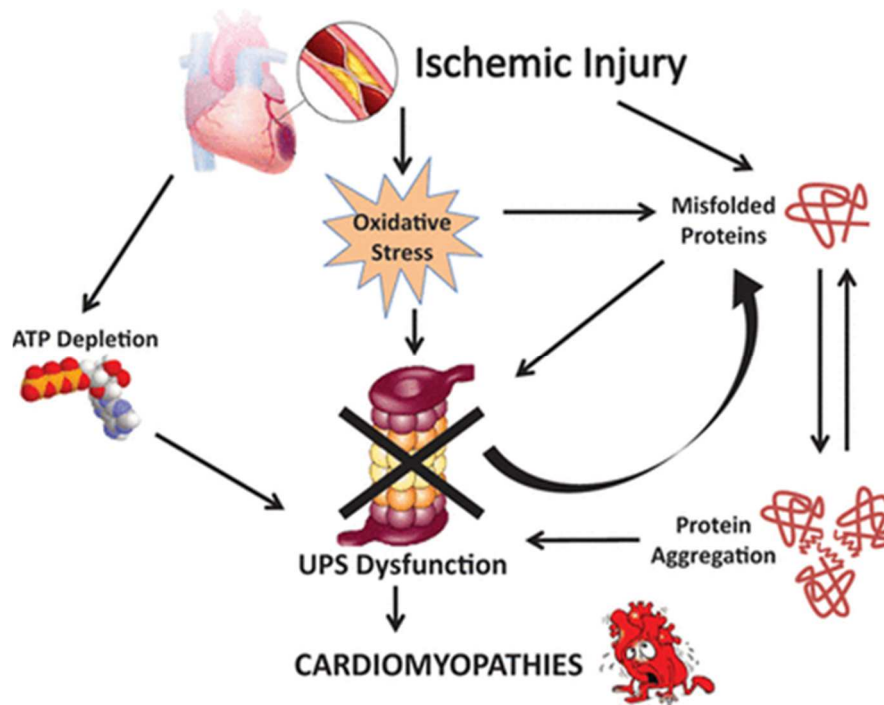 Ischemic Injury
Oxidative
Stress
Misfolded
Proteins
ATP Depletion
Protein
Aggregation
UPS Dysfunction
CARDIOMYOPATHIES